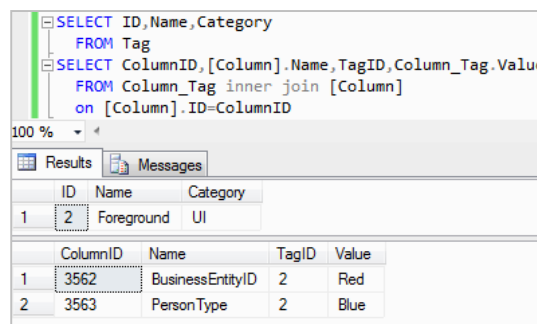 SELECT ID,Name,Category
FROM Tag
SELECT ColumnID,[Column].Name,TagID,Column_Tag.Value
FROM Column_Tag inner join [Column]
on [Column].ID=ColumnID
100 %
Results Messages
ID Name Category
1 2 Foreground UI
ColumnID Name TagID Value
1 3562 BusinessEntityID 2 Red
2 3563 PersonType 2 Blue